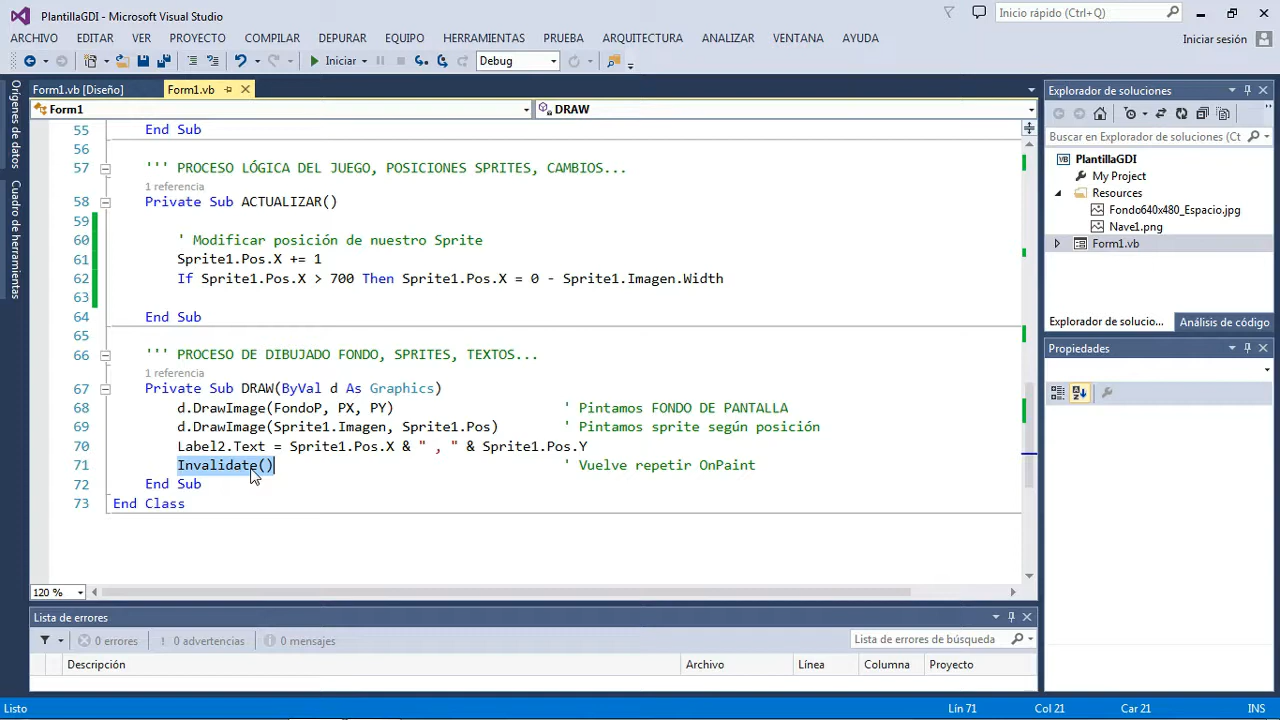 PlantillaGDI - Microsoft Visual Studio
Inicio rápido (Ctrl+Q)
ARCHIVO EDITAR VER PROYECTO COMPILAR DEPURAR EQUIPO HERRAMIENTAS PRUEBA ARQUITECTURA ANALIZAR VENTANA AYUDA
Iniciar sesión
Iniciar Debug
Orígenes de datos
Cuadro de herramientas
Form1.vb [Diseño] Form1.vb
Form1 DRAW
55 End Sub
56
57 ''' PROCESO LÓGICA DEL JUEGO, POSICIONES SPRITES, CAMBIOS...
1 referencia
58 Private Sub ACTUALIZAR()
59
60 ' Modificar posición de nuestro Sprite
61 Sprite1.Pos.X += 1
62 If Sprite1.Pos.X > 700 Then Sprite1.Pos.X = 0 - Sprite1.Imagen.Width
63
64 End Sub
65
66 ''' PROCESO DE DIBUJADO FONDO, SPRITES, TEXTOS...
1 referencia
67 Private Sub DRAW(ByVal d As Graphics)
68 d.DrawImage(FondoP, PX, PY) ' Pintamos FONDO DE PANTALLA
69 d.DrawImage(Sprite1.Imagen, Sprite1.Pos) ' Pintamos sprite según posición
70 Label2.Text = Sprite1.Pos.X & " , " & Sprite1.Pos.Y
71 Invalidate() ' Vuelve repetir OnPaint
72 End Sub
73 End Class
120 %
Explorador de soluciones
Buscar en Explorador de soluciones (Ct
PlantillaGDI
My Project
Resources
Fondo640x480_Espacio.jpg
Nave1.png
Form1.vb
Explorador de solucio... Análisis de código
Propiedades
Lista de errores
0 errores 0 advertencias 0 mensajes
Lista de errores de búsqueda
Descripción Archivo Línea Columna Proyecto
Listo Lín 71 Col 21 Car 21 INS